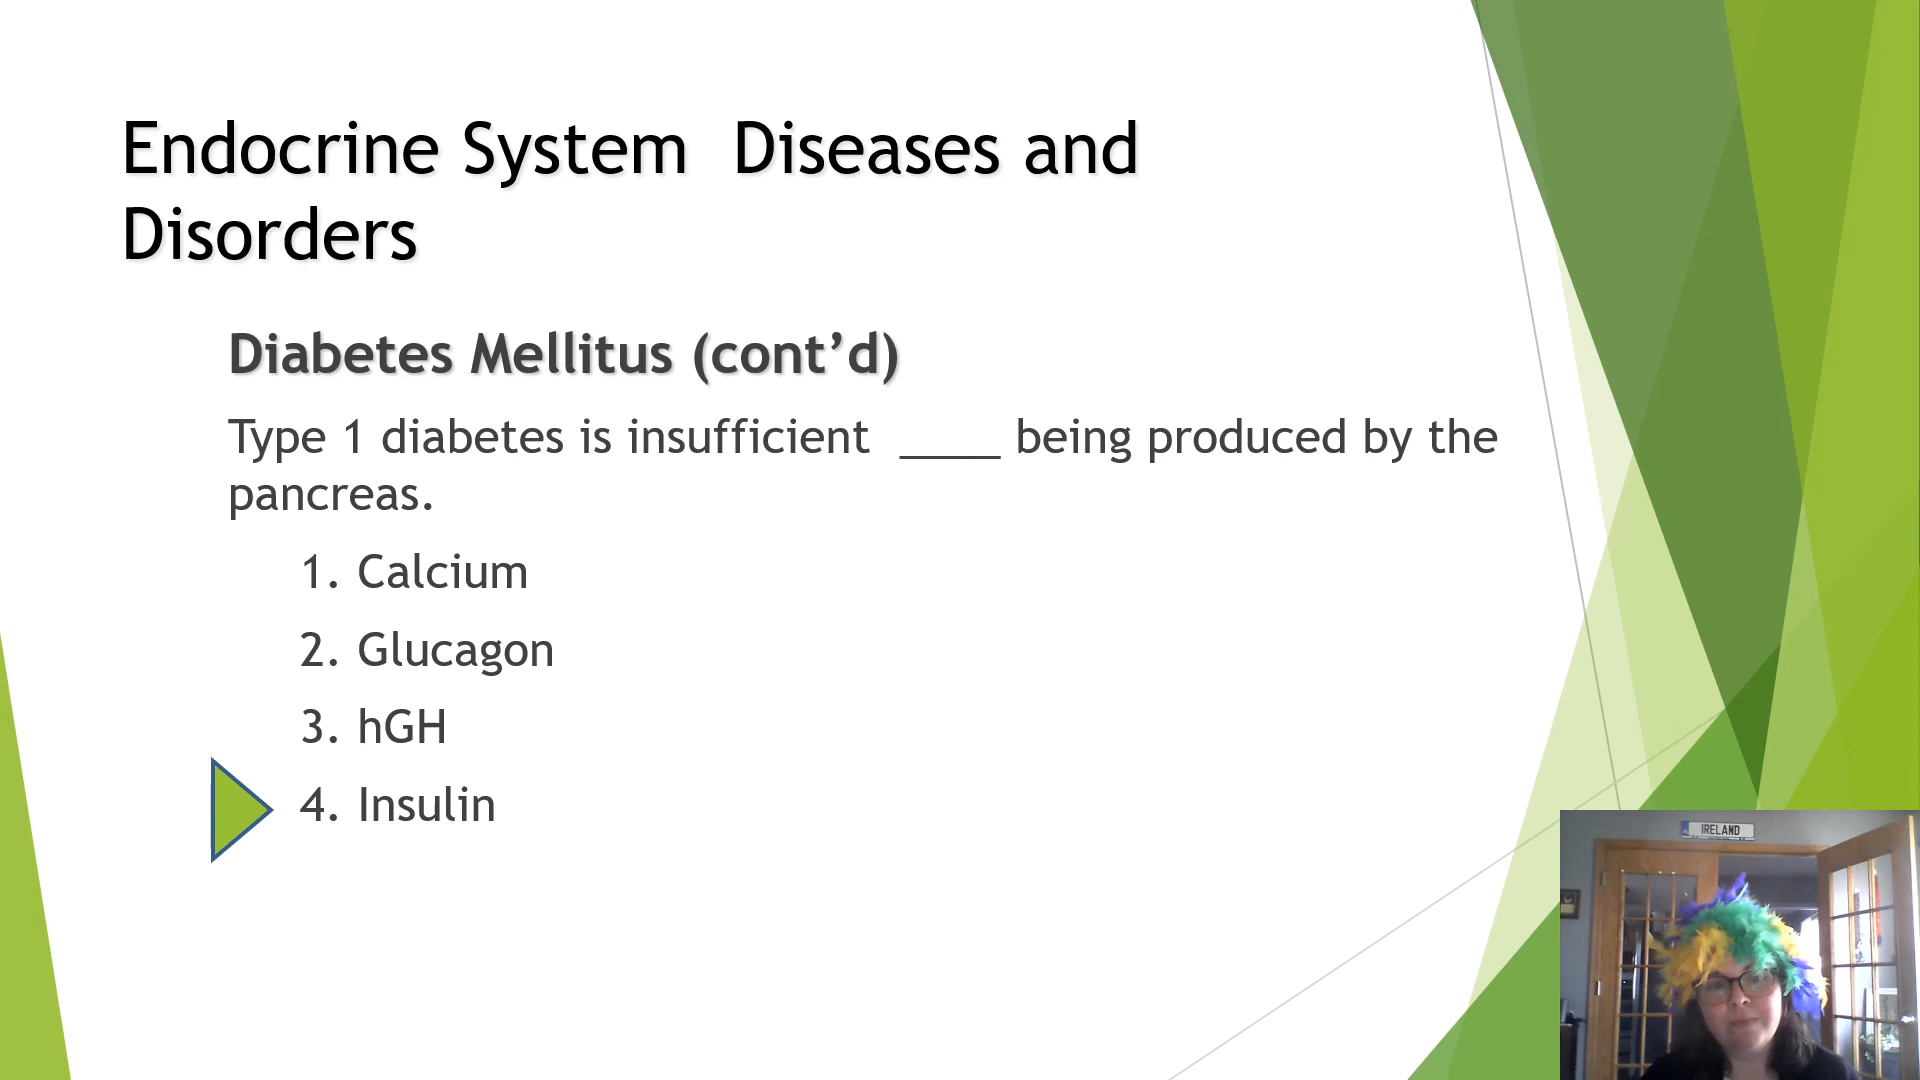 Endocrine System  Diseases and
Disorders
Diabetes Mellitus (cont’d)
Type 1 diabetes is insufficient  ____ being produced by the
pancreas.
1. Calcium
2. Glucagon
3. hGH
4. Insulin
IRELAND